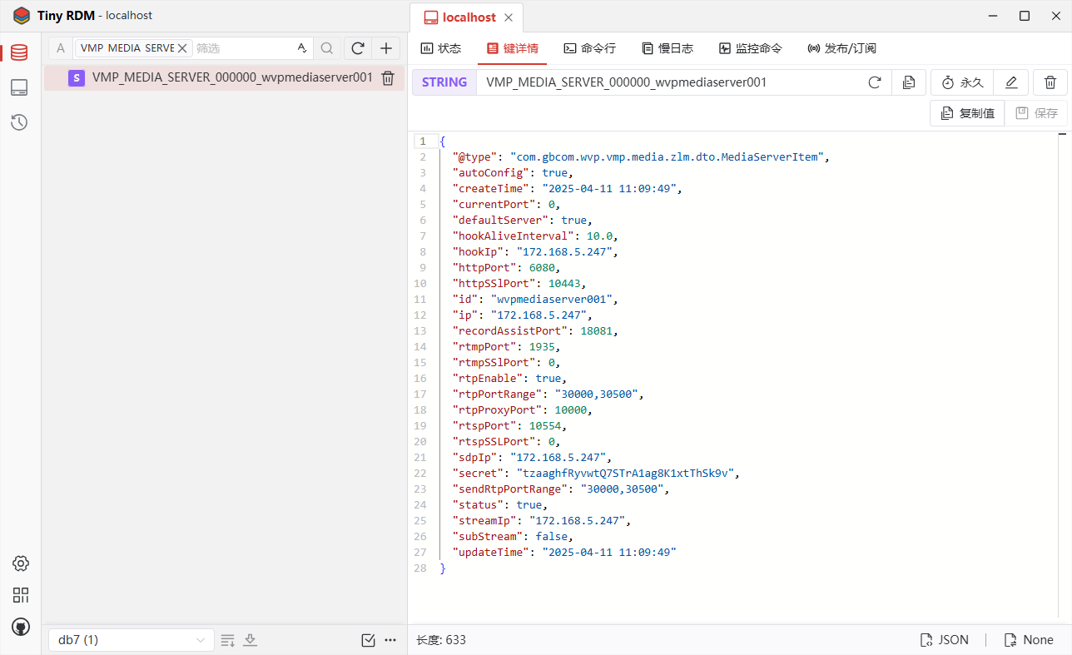 Tiny RDM - localhost
localhost
A VMP_MEDIA_SERVE 筛选
状态 键详情 命令行 慢日志 监控命令 发布/订阅
S VMP_MEDIA_SERVER_000000_wvpmediaserver001
STRING VMP_MEDIA_SERVER_000000_wvpmediaserver001 永久
复制值 保存
1 {
2 "@type": "com.gbcom.wvp.vmp.media.zlm.dto.MediaServerItem",
3 "autoConfig": true,
4 "createTime": "2025-04-11 11:09:49",
5 "currentPort": 0,
6 "defaultServer": true,
7 "hookAliveInterval": 10.0,
8 "hookIp": "172.168.5.247",
9 "httpPort": 6080,
10 "httpSSlPort": 10443,
11 "id": "wvpmediaserver001",
12 "ip": "172.168.5.247",
13 "recordAssistPort": 18081,
14 "rtmpPort": 1935,
15 "rtmpSSlPort": 0,
16 "rtpEnable": true,
17 "rtpPortRange": "30000,30500",
18 "rtpProxyPort": 10000,
19 "rtspPort": 10554,
20 "rtspSSLPort": 0,
21 "sdpIp": "172.168.5.247",
22 "secret": "tzaaghfRyvwtQ7STrA1ag8K1xtThSk9v",
23 "sendRtpPortRange": "30000,30500",
24 "status": true,
25 "streamIp": "172.168.5.247",
26 "subStream": false,
27 "updateTime": "2025-04-11 11:09:49"
28 }
db7 (1)
长度: 633 JSON None